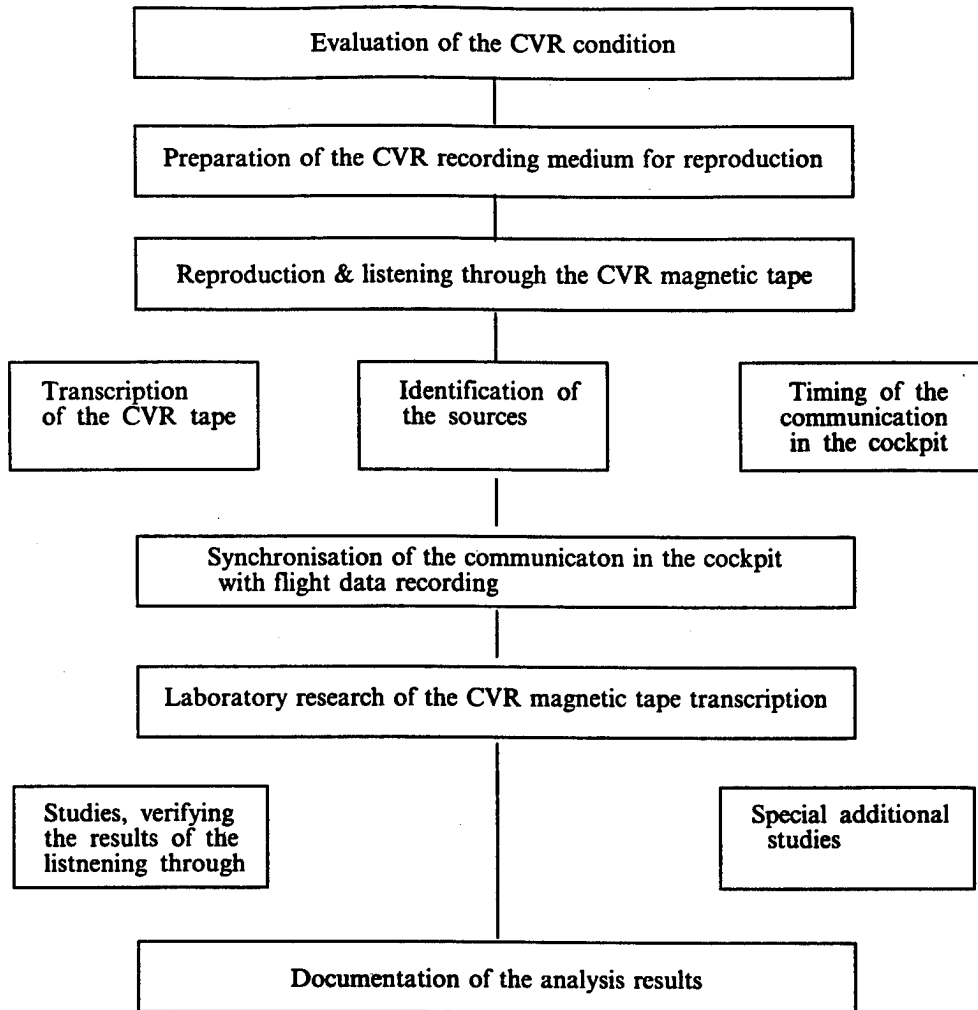 Evaluation of the CVR condition
Preparation of the CVR recording medium for reproduction
Reproduction & listening through the CVR magnetic tape
Transcription
of the CVR tape
Identification of
the sources
Timing of the
communication
in the cockpit
Synchronisation of the communicaton in the cockpit
with flight data recording
Laboratory research of the CVR magnetic tape transcription
Studies, verifying
the results of the
listnening through
Special additional
studies
Documentation of the analysis results